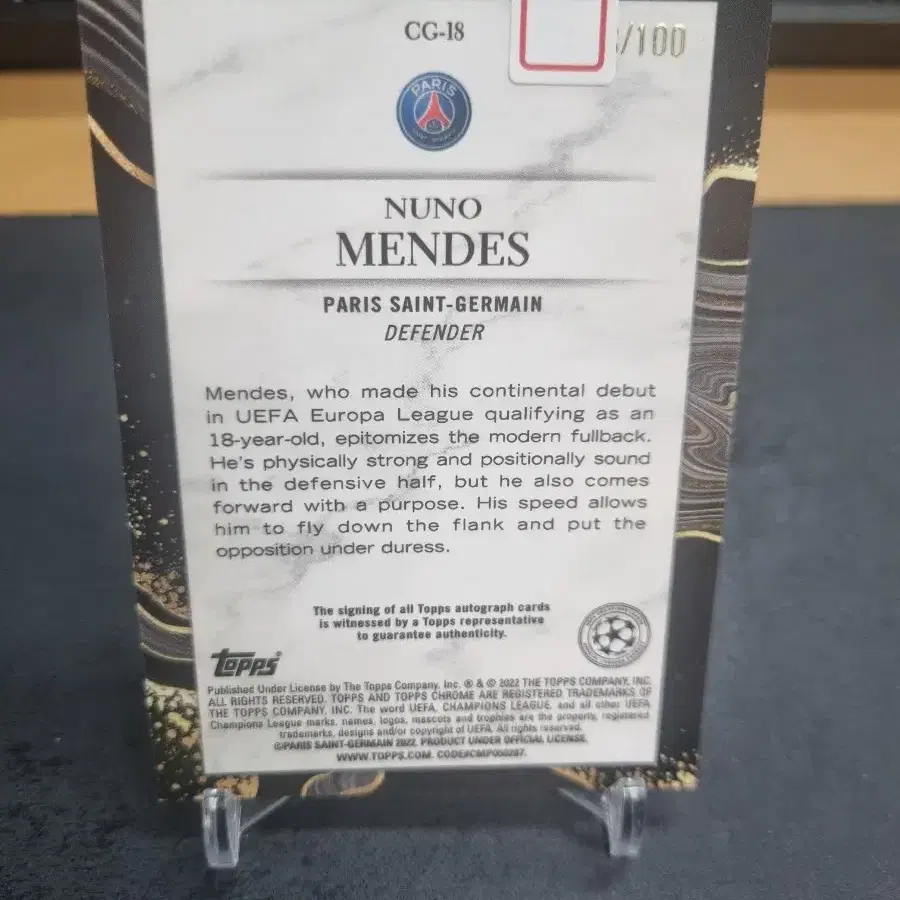 CG-18
/100
PARIS
NUNO
MENDES
PARIS SAINT-GERMAIN
DEFENDER
Mendes, who made his continental debut
in UEFA Europa League qualifying as an
18-year-old, epitomizes the modern fullback.
He's physically strong and positionally sound
in the defensive half, but he also comes
forward with a purpose. His speed allows
him to fly down the flank and put the
opposition under duress.
The signing of all Topps autograph cards
is witnessed by a Topps representative
to guarantee authenticity.
topps
Published Under License by The Topps Company, Inc. ® & © 2022 THE TOPPS COMPANY, INC.
ALL RIGHTS RESERVED. TOPPS AND TOPPS CHROME ARE REGISTERED TRADEMARKS OF
THE TOPPS COMPANY, INC. The word UEFA, CHAMPIONS LEAGUE, and all other UEFA
Champions League marks, names, logos, mascots and trophies are the property, registered
trademarks, designs and/or copyright of UEFA. All rights reserved.
©PARIS SAINT-GERMAIN 2022. PRODUCT UNDER OFFICIAL LICENSE.
WWW.TOPPS.COM. CODE#CMP050287.